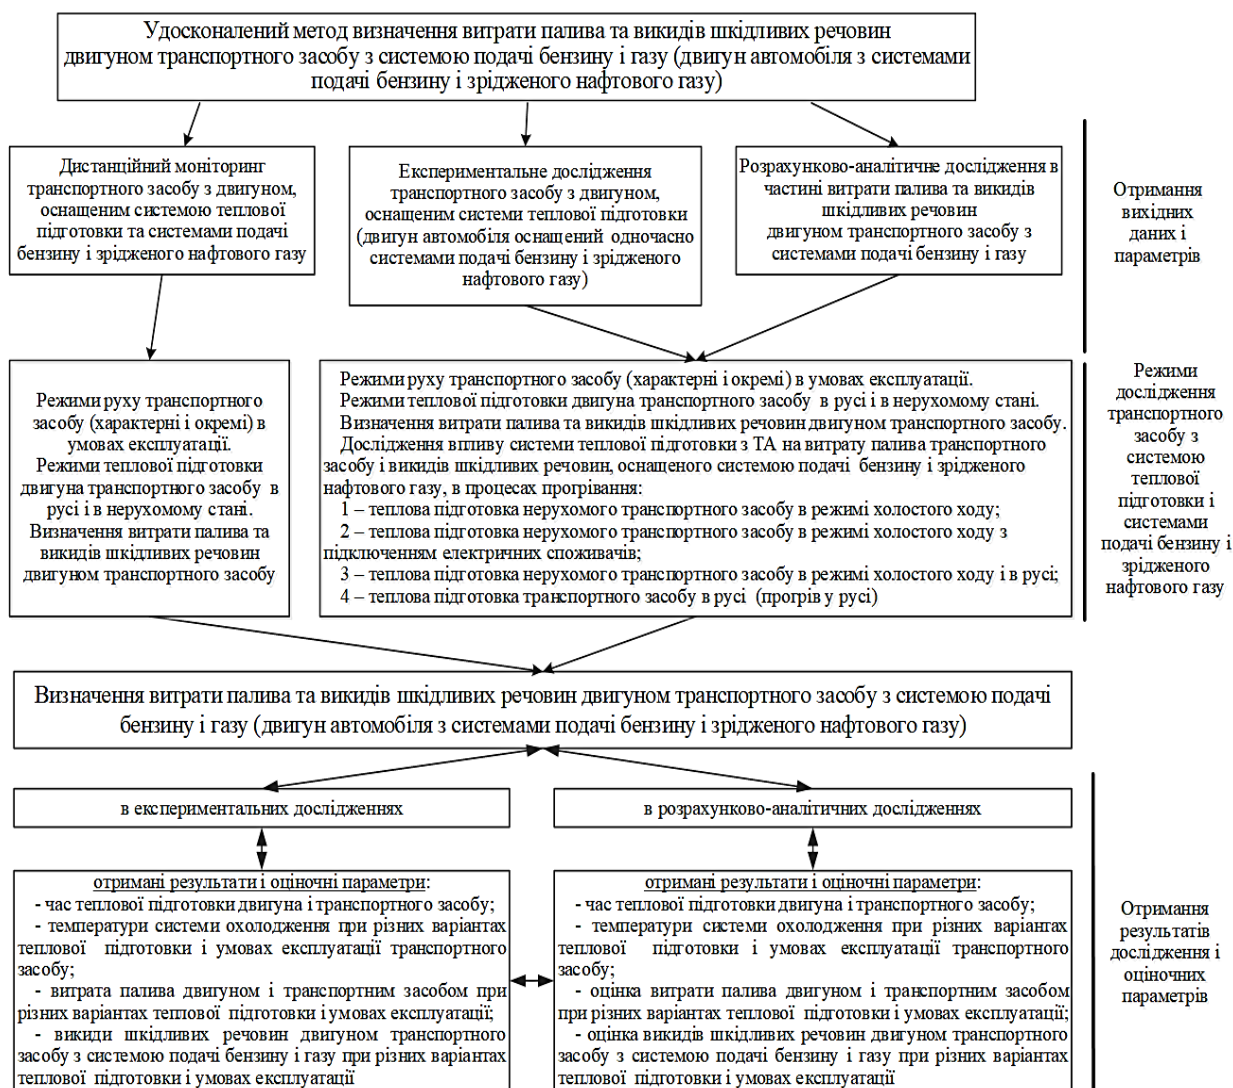 Удосконалений метод визначення витрати палива та викидів шкідливих речовин
двигуном транспортного засобу з системою подачі бензину і газу (двигун автомобіля з системами
подачі бензину і зрідженого нафтового газу)
Дистанційний моніторинг
транспортного засобу з двигуном,
оснащеним системою теплової
підготовки та системами подачі
бензину і зрідженого нафтового газу
Експериментальне дослідження
транспортного засобу з двигуном,
оснащеним системи теплової підготовки
(двигун автомобіля оснащений одночасно
системами подачі бензину і зрідженого
нафтового газу)
Розрахунково-аналітичне дослідження в
частині витрати палива та викидів
шкідливих речовин
двигуном транспортного засобу з
системами подачі бензину і газу
Отримання
вихідних
даних і
параметрів
Режими руху транспортного
засобу (характерні і окремі) в
умовах експлуатації.
Режими теплової підготовки
двигуна транспортного засобу в
русі і в нерухомому стані.
Визначення витрати палива та
викидів шкідливих речовин
двигуном транспортного засобу
Режими руху транспортного засобу (характерні і окремі) в умовах експлуатації.
Режими теплової підготовки двигуна транспортного засобу в русі і в нерухомому стані.
Визначення витрати палива та викидів шкідливих речовин двигуном транспортного засобу.
Дослідження впливу системи теплової підготовки з ТА на витрату палива транспортного
засобу і викидів шкідливих речовин, оснащеного системою подачі бензину і зрідженого
нафтового газу, в процесах прогрівання:
1 – теплова підготовка нерухомого транспортного засобу в режимі холостого ходу;
2 – теплова підготовка нерухомого транспортного засобу в режимі холостого ходу з
підключенням електричних споживачів;
3 – теплова підготовка нерухомого транспортного засобу в режимі холостого ходу і в русі;
4 – теплова підготовка транспортного засобу в русі (прогрів у русі)
Режими
дослідження
транспортного
засобу з
системою
теплової
підготовки і
системами
подачі бензину і
зрідженого
нафтового газу
Визначення витрати палива та викидів шкідливих речовин двигуном транспортного засобу з системою подачі
бензину і газу (двигун автомобіля з системами подачі бензину і зрідженого нафтового газу)
в експериментальних дослідженнях
в розрахунково-аналітичних дослідженнях
отримані результати і оціночні параметри:
- час теплової підготовки двигуна і транспортного засобу;
- температури системи охолодження при різних варіантах
теплової підготовки і умовах експлуатації транспортного
засобу;
- витрата палива двигуном і транспортним засобом при
різних варіантах теплової підготовки і умовах експлуатації;
- викиди шкідливих речовин двигуном транспортного
засобу з системою подачі бензину і газу при різних варіантах
теплової підготовки і умовах експлуатації
отримані результати і оціночні параметри:
- час теплової підготовки двигуна і транспортного засобу;
- температури системи охолодження при різних варіантах
теплової підготовки і умовах експлуатації транспортного
засобу;
- оцінка витрати палива двигуном і транспортним засобом
при різних варіантах теплової підготовки і умовах експлуатації;
- оцінка викидів шкідливих речовин двигуном транспортного
засобу з системою подачі бензину і газу при різних варіантах
теплової підготовки і умовах експлуатації
Отримання
результатів
дослідження і
оціночних
параметрів